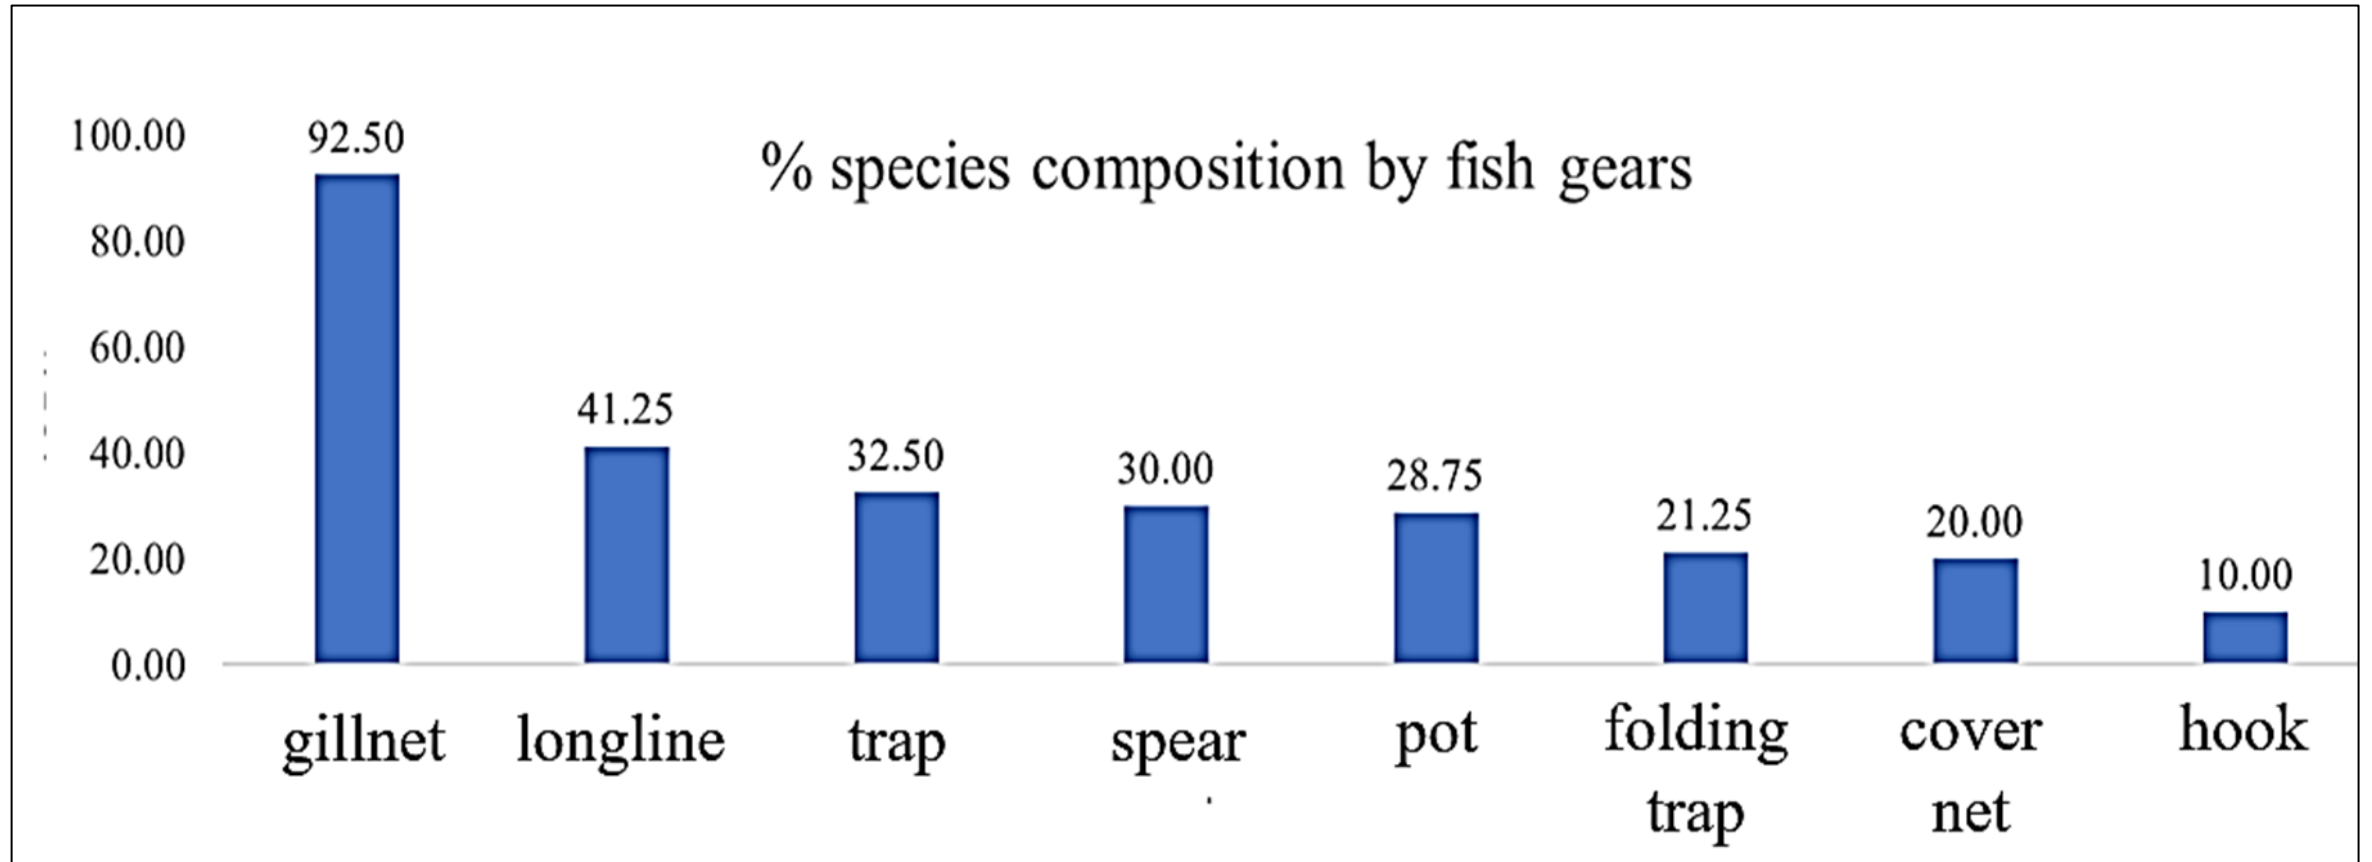 % species composition by fish gears
100.00
80.00
60.00
40.00
20.00
0.00
92.50
41.25
32.50
30.00
28.75
21.25
20.00
10.00
gillnet
longline
trap
spear
pot
folding
trap
cover
net
hook